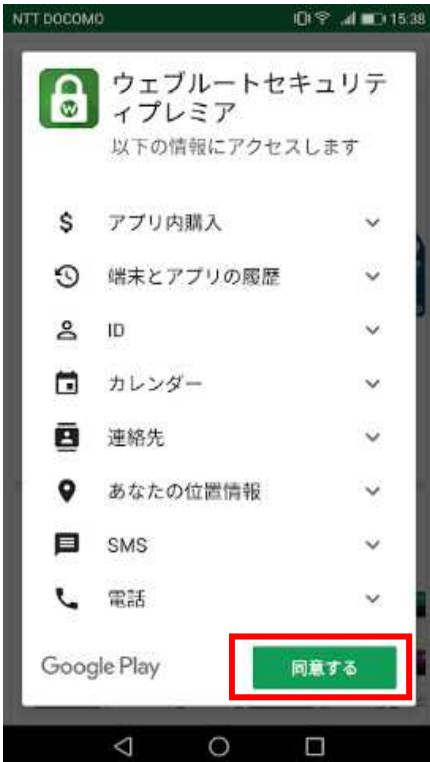 NTT DOCOMO 15:38
ウェブルートセキュリテ
ィプレミア
以下の情報にアクセスします
アプリ内購入
端末とアプリの履歴
ID
カレンダー
連絡先
あなたの位置情報
SMS
電話
Google Play 同意する